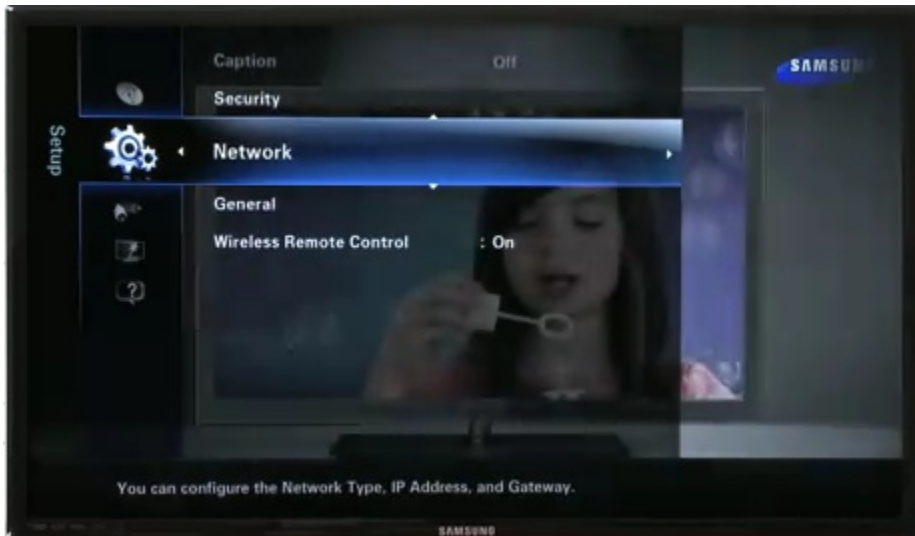 Caption Off
SAMSUN
Security
Setup
Network
General
Wireless Remote Control : On
You can configure the Network Type, IP Address, and Gateway.
SAMSUNG